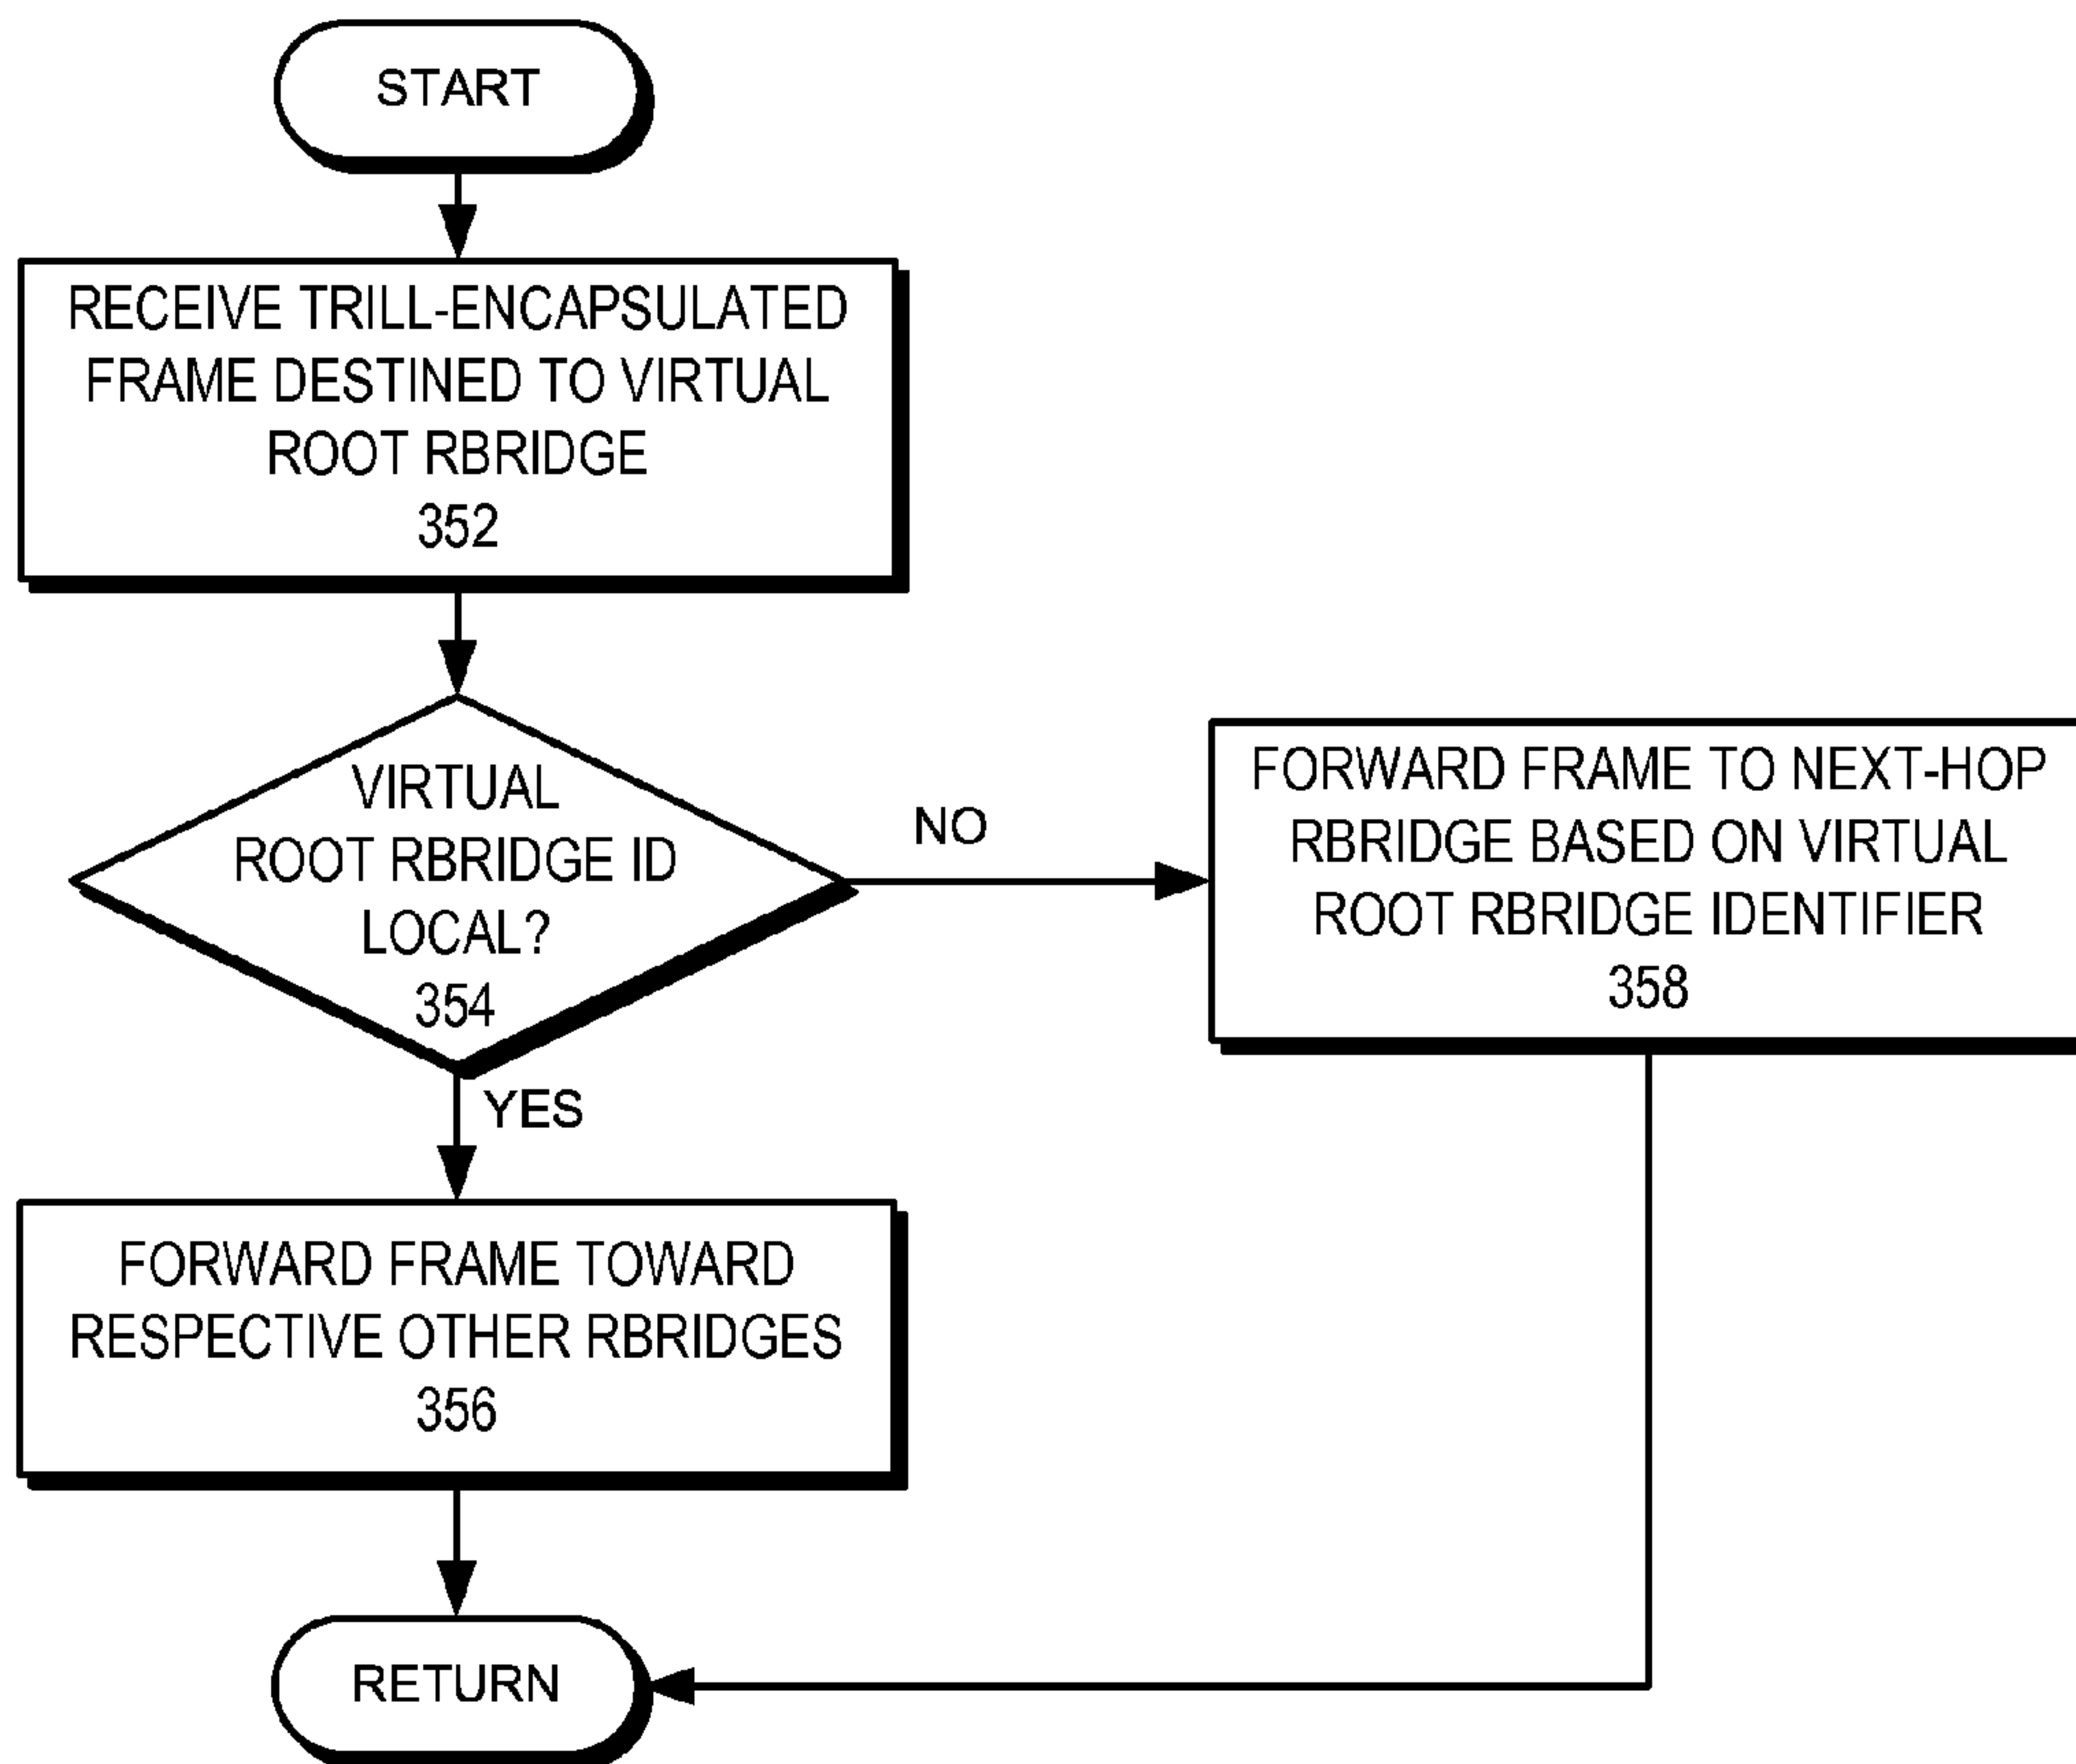 START
RECEIVE TRILL-ENCAPSULATED
FRAME DESTINED TO VIRTUAL
ROOT RBRIDGE
352
VIRTUAL
ROOT RBRIDGE ID
LOCAL?
354
NO
FORWARD FRAME TO NEXT-HOP
RBRIDGE BASED ON VIRTUAL
ROOT RBRIDGE IDENTIFIER
358
YES
FORWARD FRAME TOWARD
RESPECTIVE OTHER RBRIDGES
356
RETURN